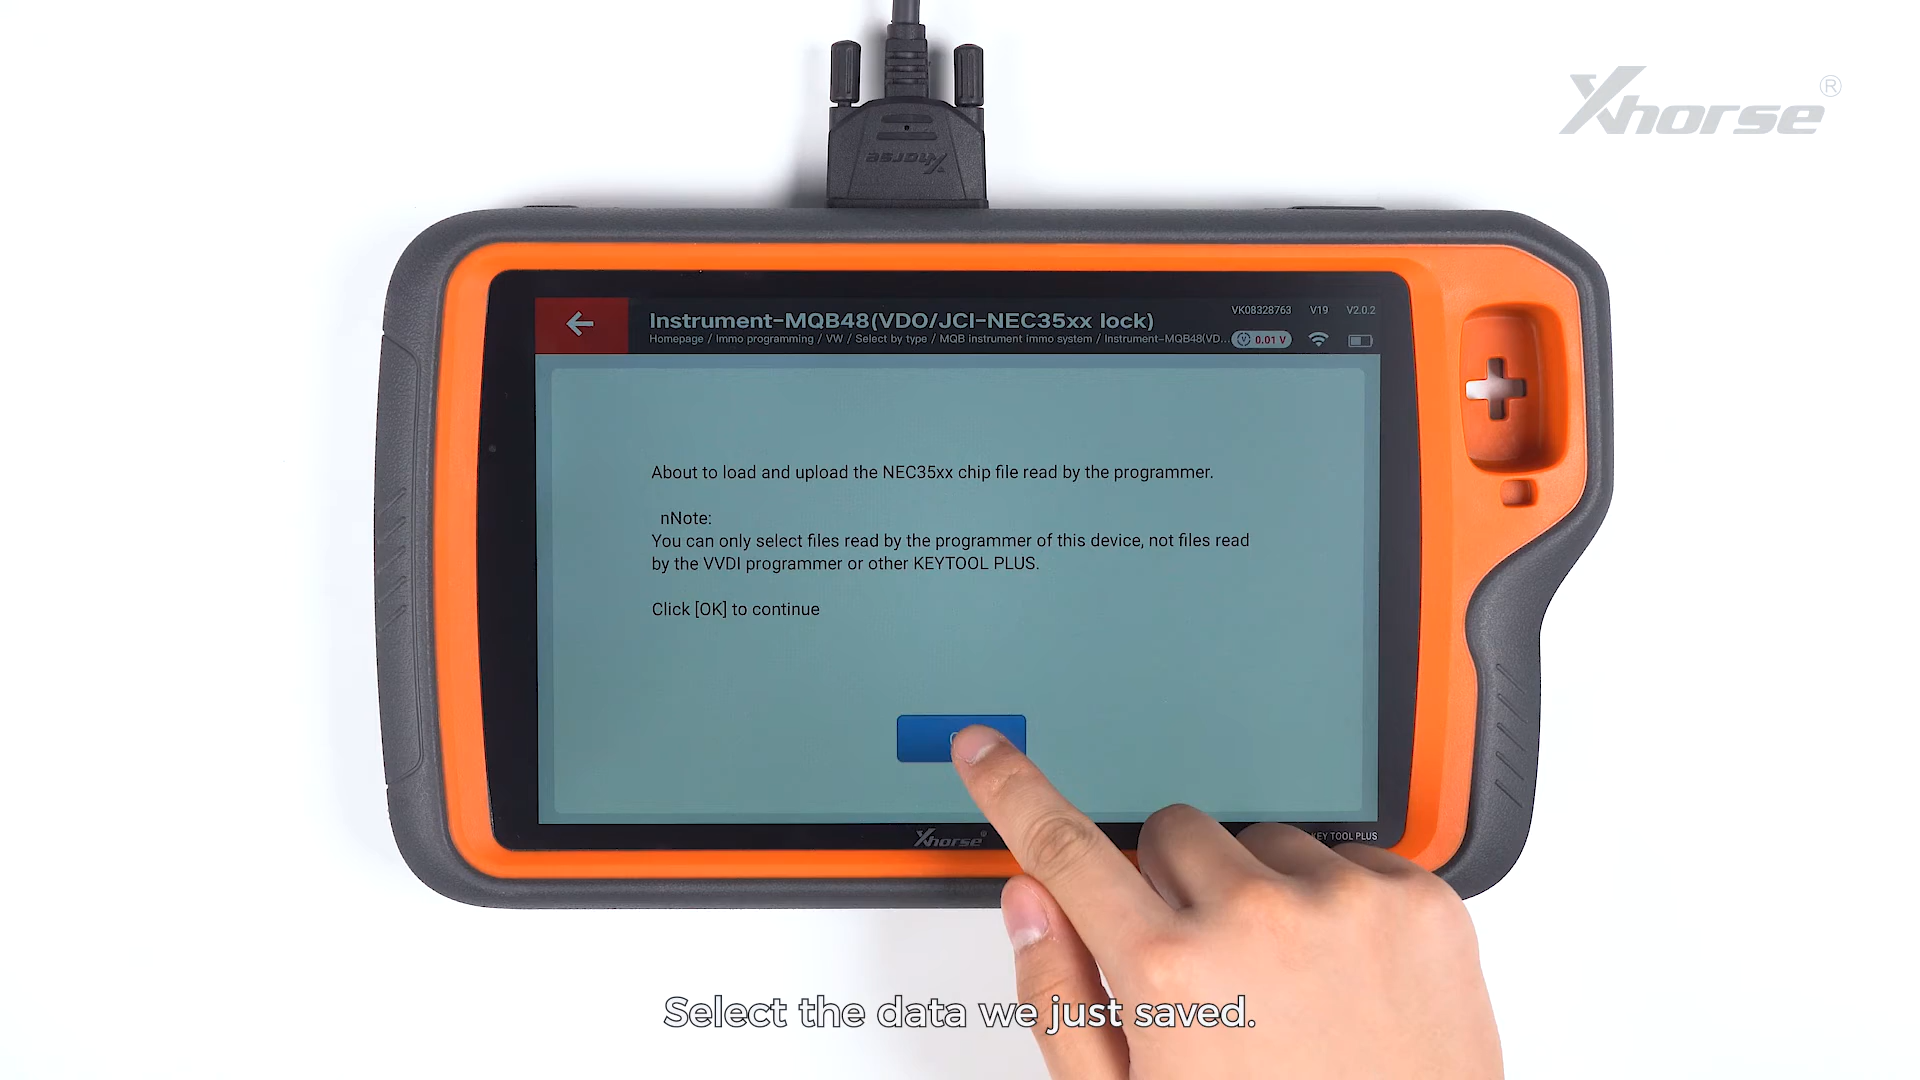 Xhorse®
Xhorse
Instrument-MQB48(VDO/JCI-NEC35xx lock)
VK08328763 V19 V2.0.2
Homepage / Immo programming / VW / Select by type / MQB instrument immo system / Instrument-MQB48(VD...
0.01 V
About to load and upload the NEC35xx chip file read by the programmer.
nNote:
You can only select files read by the programmer of this device, not files read
by the VVDI programmer or other KEYTOOL PLUS.
Click [OK] to continue
Xhorse®
KEY TOOL PLUS
Select the data we just saved.